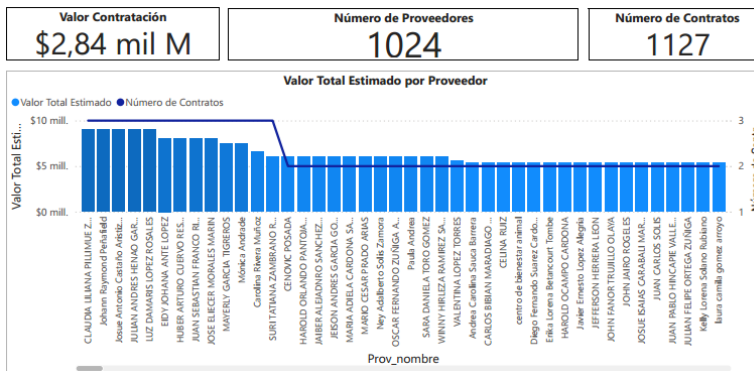 Valor Contratación
$2,84 mil M
Número de Proveedores
1024
Número de Contratos
1127
Valor Total Estimado por Proveedor
Valor Total Estimado Número de Contratos
Valor Total Esti...
$10 mill.
$5 mill.
$0 mill.
3
2
1
CLAUDIA LILIANA PILLIMUE Z...
Johann Raymond Peñafield
Josue Antonio Castaño Aristiz...
JULIAN ANDRES HENAO GAR...
LUZ DAMARIS LOPEZ ROSALES
EIDY JOHANA ANTE LOPEZ
HUBER ARTURO CUERVO RES...
JUAN SEBASTIAN FRANCO RI...
JOSE ELIECER MORALES MARIN
MAYERLY GARCIA TIGREROS
Mónica Andrade
Carolina Rivera Muñoz
SURI TATIANA ZAMBRANO R...
CENOVIC POSADA
HAROLD ORLANDO PANTOJA...
JAIBER ALEJADNRO SANCHEZ...
JEISON ANDRES GARCIA GO...
MARIA ADIELA CARDONA SA...
MARIO CESAR PRADO ARIAS
Ney Adalberto Solis Zamora
OSCAR FERNANDO ZUÑIGA A...
Paula Andrea
SARA DANIELA TORO GOMEZ
WINNY HIRLEZA RAMIREZ SA...
VALENTINA LOPEZ TORRES
Andrea Carolina Sauca Barrera
CARLOS BIBIAN MARADIAGO ...
CELINA RUIZ
centro de bienestar animal
Diego Fernando Suarez Cardo...
Erika Lorena Betancourt Tombe
HAROLD OCAMPO CARDONA
Javier Ernesto Lopez Alegria
JEFFERSON HERRERA LEON
JOHN FANOR TRUJILLO OLAYA
JOHN JAIRO ROGELES
JOSUE ISAIAS CARABALI MAR...
JUAN CARLOS SOLIS
JUAN PABLO HINCAPIE VALLE...
JULIAN FELIPE ORTEGA ZUÑIGA
Kelly Lorena Solano Rubiano
laura camila gomez arroyo
Prov_nombre